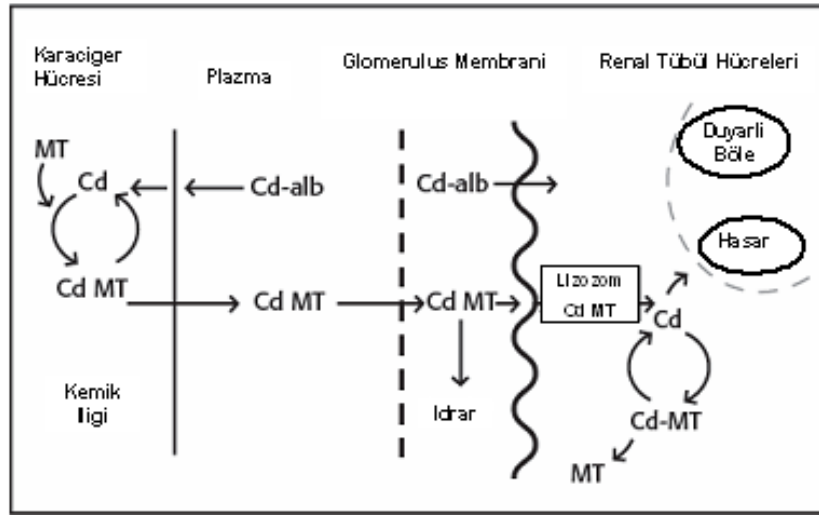 Karaciger
Hücresi
Plazma
Glomerulus Membrani
Renal Tübül Hücreleri
Duyarli
Böle
MT
Cd
Cd-alb
Cd-alb
Hasar
Cd MT
Cd MT
Cd MT
Lizozom
Cd MT
Cd
Kemik
Iligi
Idrar
Cd-MT
MT